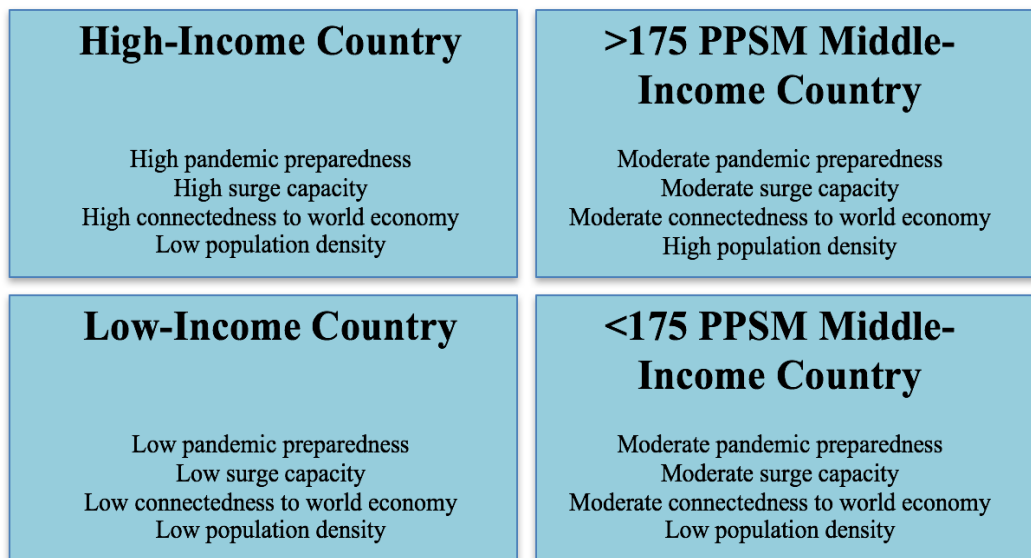 High-Income Country
High pandemic preparedness
High surge capacity
High connectedness to world economy
Low population density
>175 PPSM Middle-
Income Country
Moderate pandemic preparedness
Moderate surge capacity
Moderate connectedness to world economy
High population density
Low-Income Country
Low pandemic preparedness
Low surge capacity
Low connectedness to world economy
Low population density
<175 PPSM Middle-
Income Country
Moderate pandemic preparedness
Moderate surge capacity
Moderate connectedness to world economy
Low population density